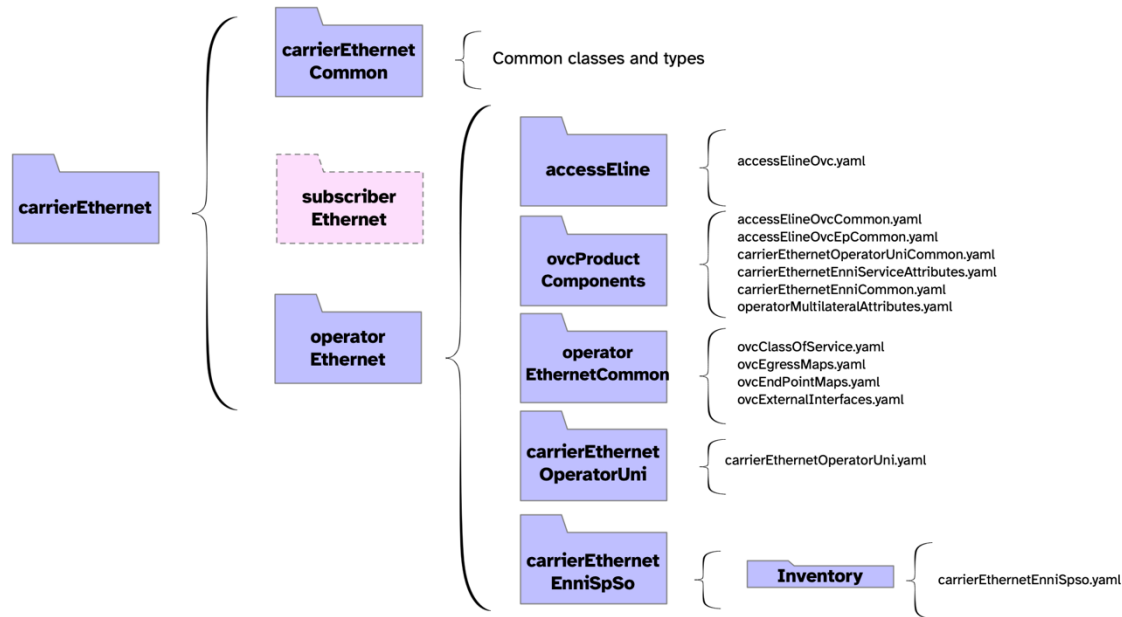 carrierEthernet
carrierEthernet
Common
Common classes and types
subscriber
Ethernet
operator
Ethernet
accessEline
accessElineOvc.yaml
ovcProduct
Components
accessElineOvcCommon.yaml
accessElineOvcEpCommon.yaml
carrierEthernetOperatorUniCommon.yaml
carrierEthernetEnniServiceAttributes.yaml
carrierEthernetEnniCommon.yaml
operatorMultilateralAttributes.yaml
operator
EthernetCommon
ovcClassOfService.yaml
ovcEgressMaps.yaml
ovcEndPointMaps.yaml
ovcExternalInterfaces.yaml
carrierEthernet
OperatorUni
carrierEthernetOperatorUni.yaml
carrierEthernet
EnniSpSo
Inventory
carrierEthernetEnniSpso.yaml